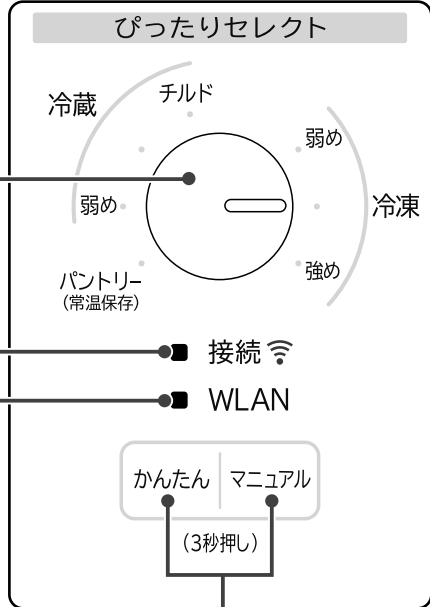 ぴったりセレクト
チルド
冷蔵
弱め
弱め
冷凍
強め
パントリー
(常温保存)
接続
WLAN
かんたん マニュアル
(3秒押し)